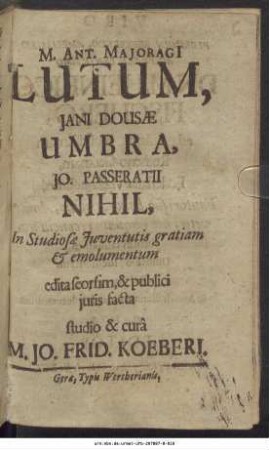 M. ANT. MAJORAGI
LUTUM,
JANI DOUSÆ
UMBRA,
JO. PASSERATII
NIHIL,
In Studiosæ Juventutis gratiam
& emolumentum
edita seorsim, & publici
juris facta
studio & curâ
M. JO. FRID. KOEBERI.
Geræ, Typis Wertherianis,